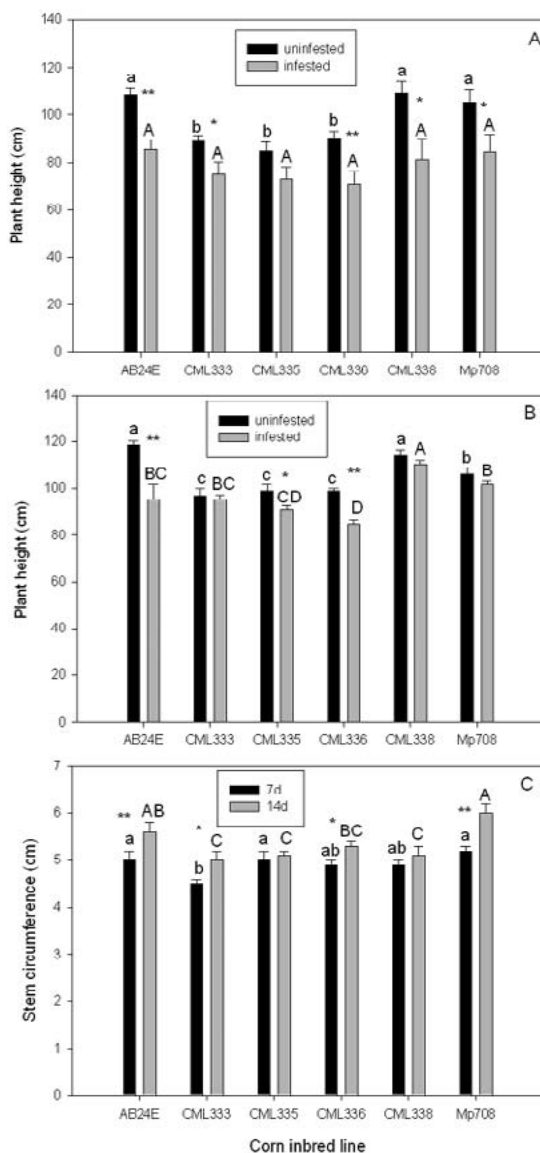 A
uninfested
infested
140
120
100
80
60
40
20
0
Plant height (cm)
a ** A
b * A
b A
b ** A
a * A
a * A
AB24E CML333 CML335 CML336 CML338 Mp708
B
uninfested
infested
140
120
100
80
60
40
20
0
Plant height (cm)
a ** BC
c BC
c * CD
c ** D
a A
b B
AB24E CML333 CML335 CML336 CML338 Mp708
C
7d
14d
7
6
5
4
3
2
1
0
Stem circumference (cm)
** a AB
* b C
a C
* ab BC
ab C
** a A
AB24E CML333 CML335 CML336 CML338 Mp708
Corn inbred line